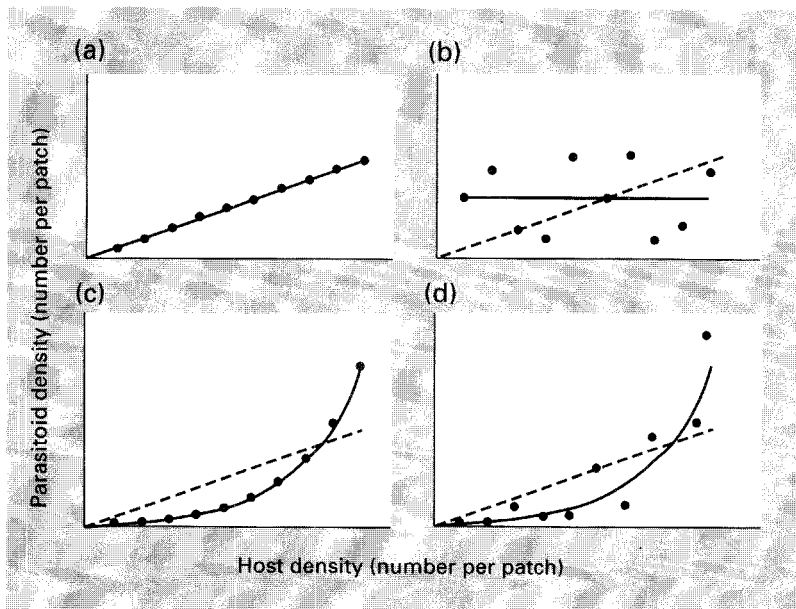 (a)
(b)
(c)
(d)
Parasitoid density (number per patch)
Host density (number per patch)